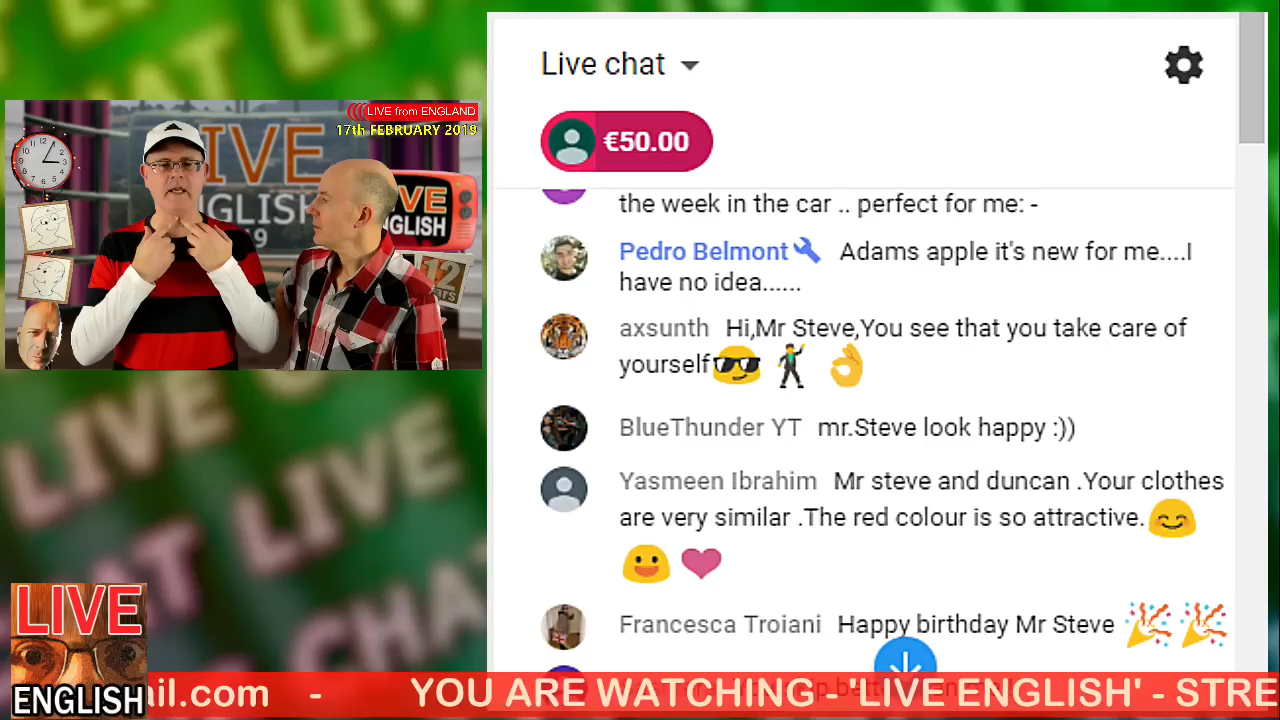 LIVE from ENGLAND
17th FEBRUARY 2019
LIVE
ENGLISH
19
LIVE
ENGLISH
12
Live chat
€50.00
the week in the car .. perfect for me: -
Pedro Belmont Adams apple it's new for me....I
have no idea......
axsunth Hi,Mr Steve,You see that you take care of
yourself
BlueThunder YT mr.Steve look happy :))
Yasmeen Ibrahim Mr steve and duncan .Your clothes
are very similar .The red colour is so attractive.
Francesca Troiani Happy birthday Mr Steve
LIVE
ENGLISH
ail.com - YOU ARE WATCHING - 'LIVE ENGLISH' - STRE